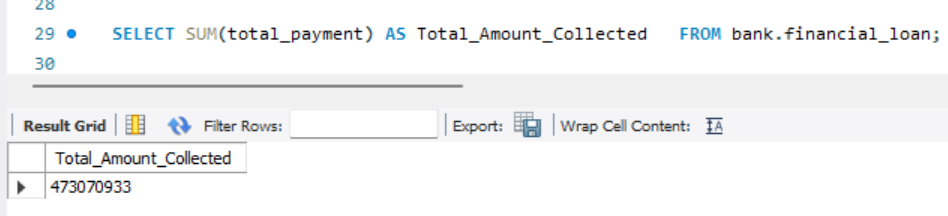 28
29 SELECT SUM(total_payment) AS Total_Amount_Collected FROM bank.financial_loan;
30
Result Grid Filter Rows: Export: Wrap Cell Content:
Total_Amount_Collected
473070933